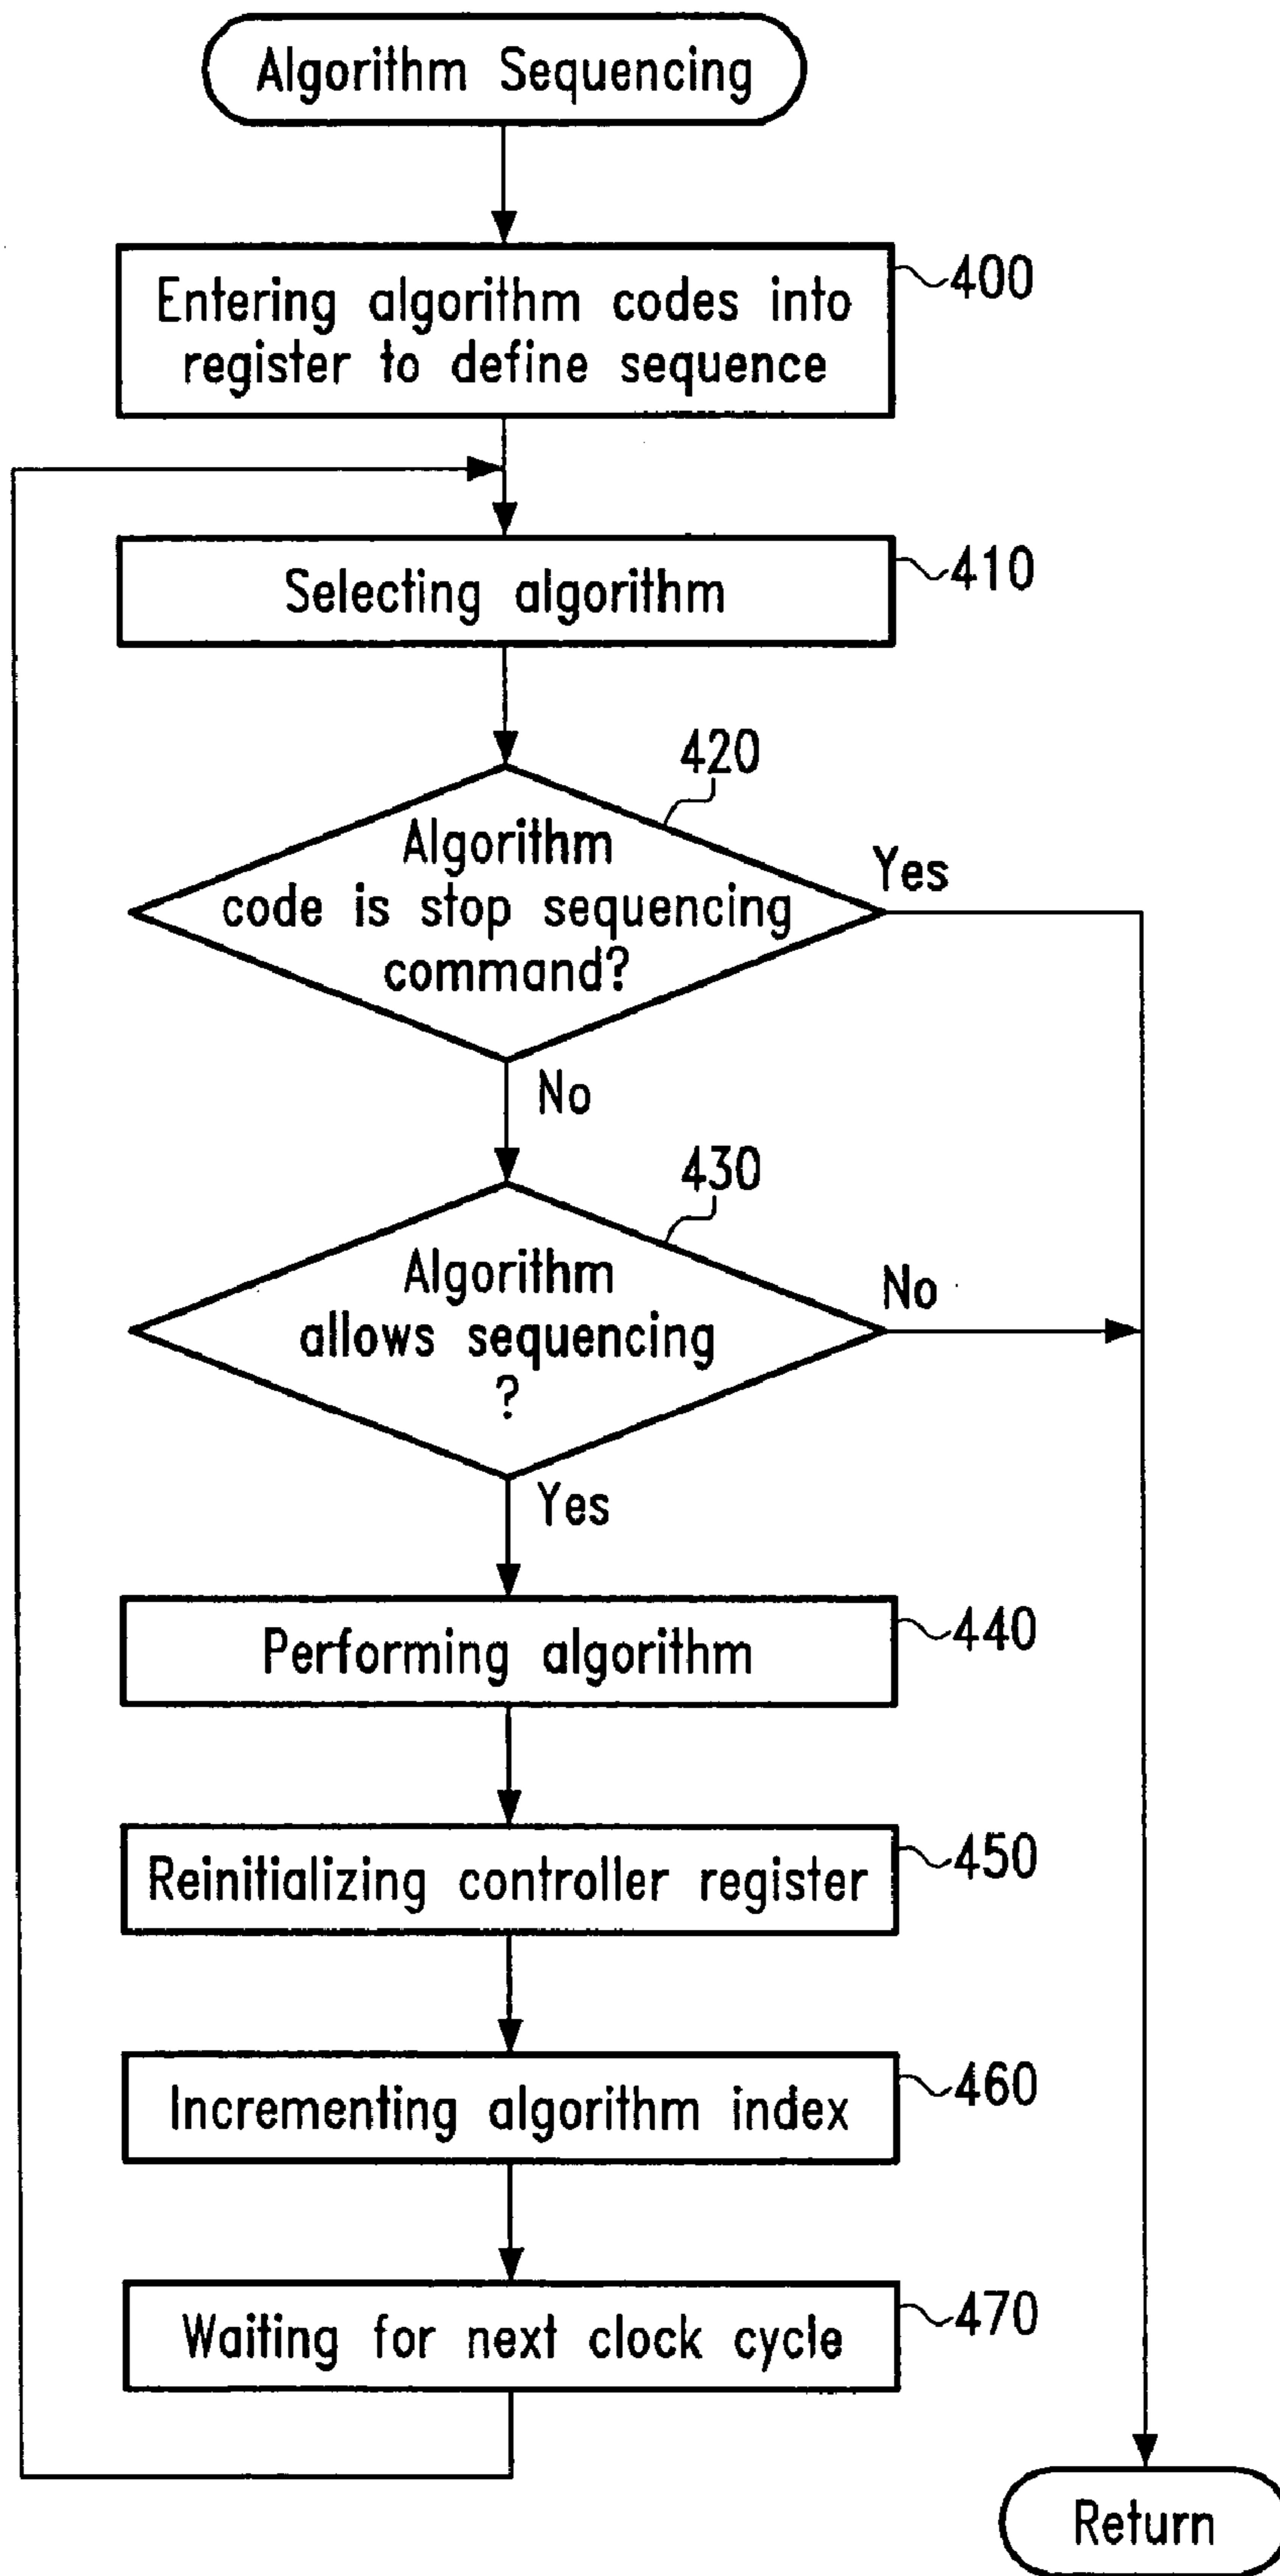 Algorithm Sequencing
Entering algorithm codes into
register to define sequence
400
Selecting algorithm
410
420
Algorithm
code is stop sequencing
command?
Yes
No
430
Algorithm
allows sequencing
?
No
Yes
Performing algorithm
440
Reinitializing controller register
450
Incrementing algorithm index
460
Waiting for next clock cycle
470
Return